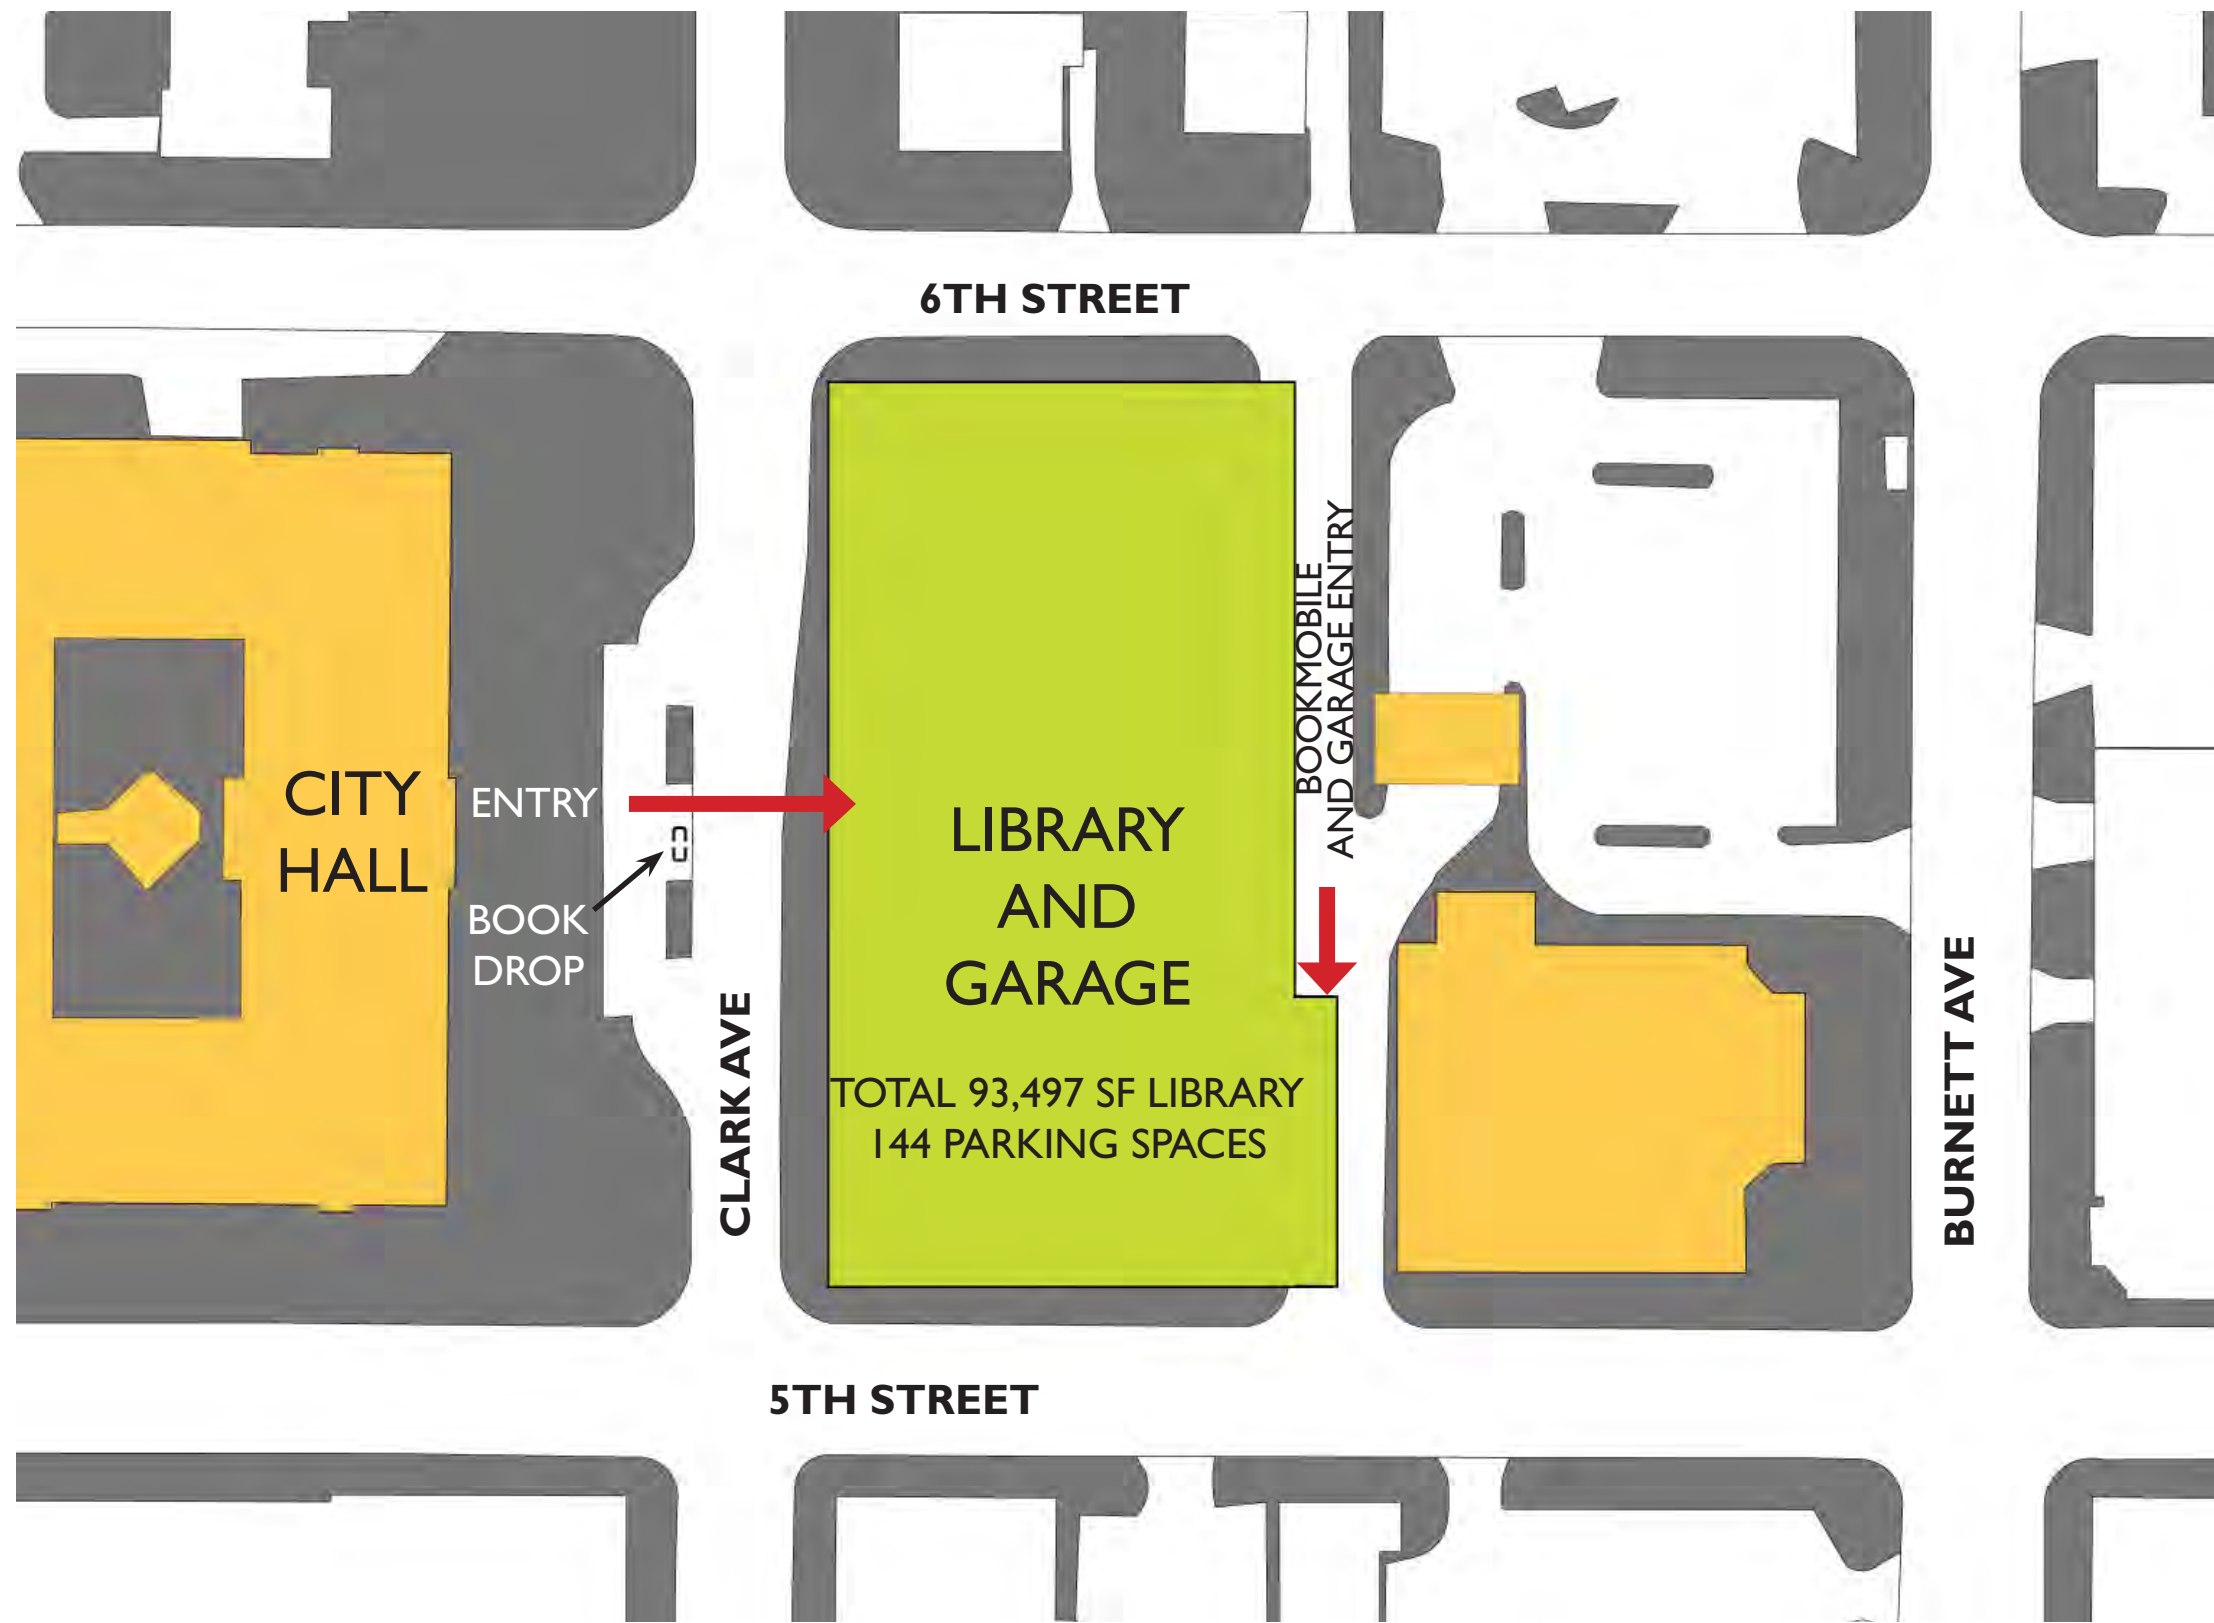 6TH STREET
BOOKMOBILE
AND GARAGE ENTRY
CITY
HALL
ENTRY
BOOK
DROP
LIBRARY
AND
GARAGE
TOTAL 93,497 SF LIBRARY
144 PARKING SPACES
CLARK AVE
BURNETT AVE
5TH STREET